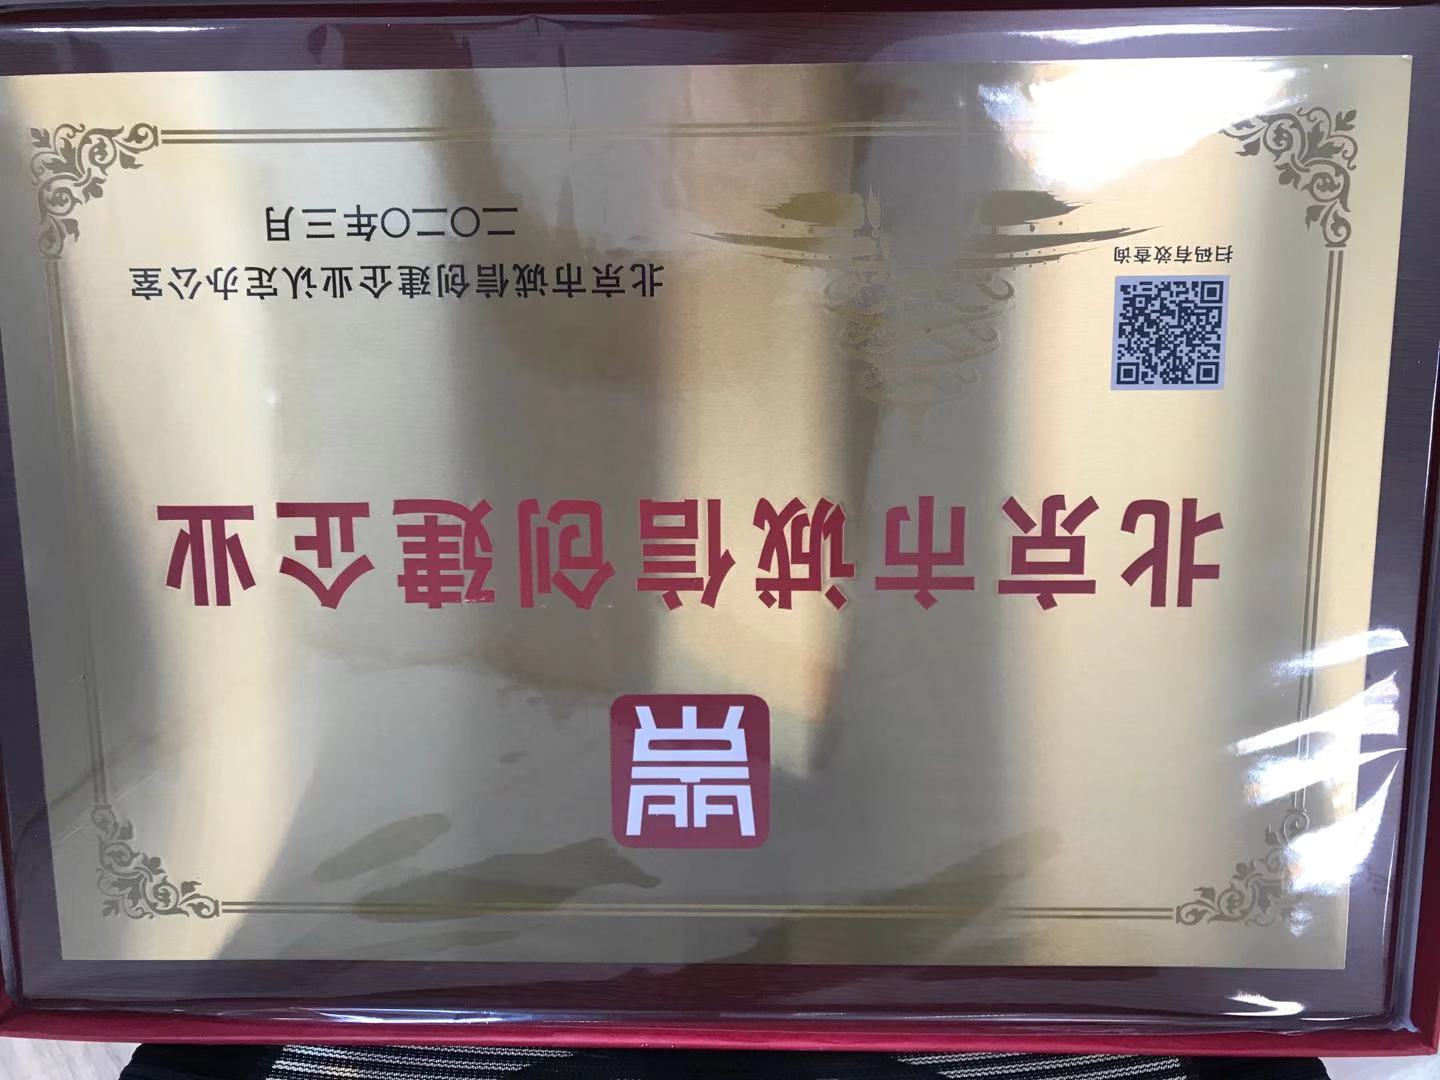 北京市诚信创建企业
扫码有效查询
北京市诚信创建企业认定办公室
二〇二〇年三月